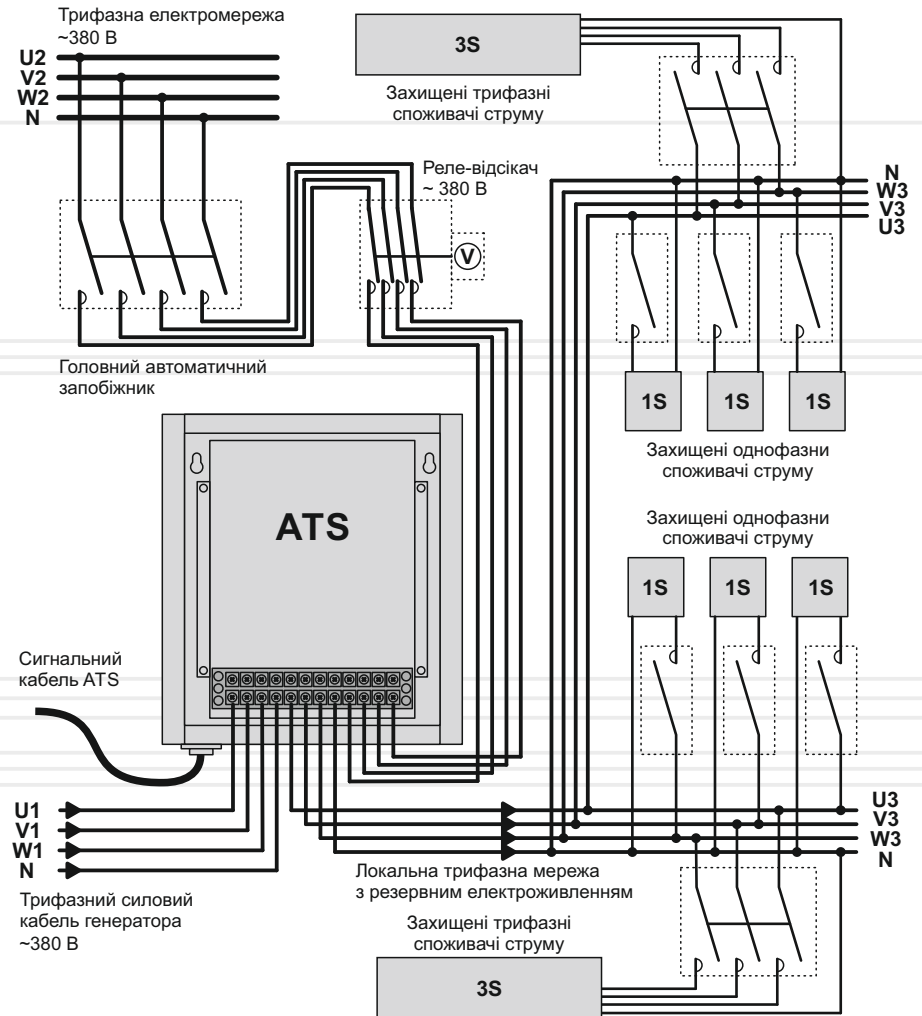 Трифазна електромережа
~380 В
U2
V2
W2
N
3S
Захищені трифазні
споживачі струму
Реле-відсікач
~ 380 В
V
N
W3
V3
U3
Головний автоматичний
запобіжник
1S
1S
1S
Захищені однофазни
споживачі струму
ATS
Захищені однофазни
споживачі струму
1S
1S
1S
Сигнальний
кабель ATS
U1
V1
W1
N
Трифазний силовий
кабель генератора
~380 В
U3
V3
W3
N
Локальна трифазна мережа
з резервним електроживленням
Захищені трифазні
споживачі струму
3S